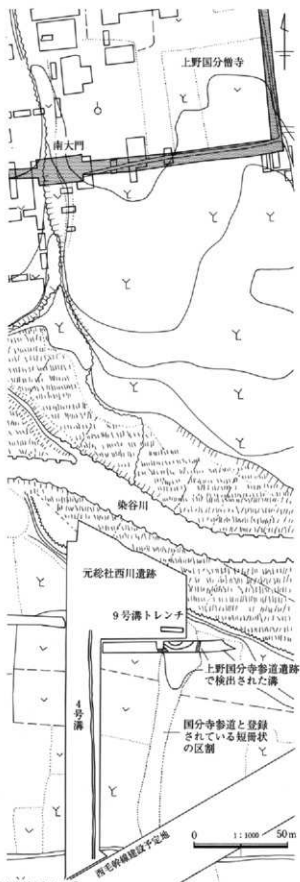 上野国分僧寺
南大門
染谷川
元総社西川遺跡
9号溝トレンチ
上野国分寺参道遺跡
で検出された溝
4号溝
国分寺参道と登録
されている短冊状
の区割
西毛幹線建設予定地
0 1:1000 50m